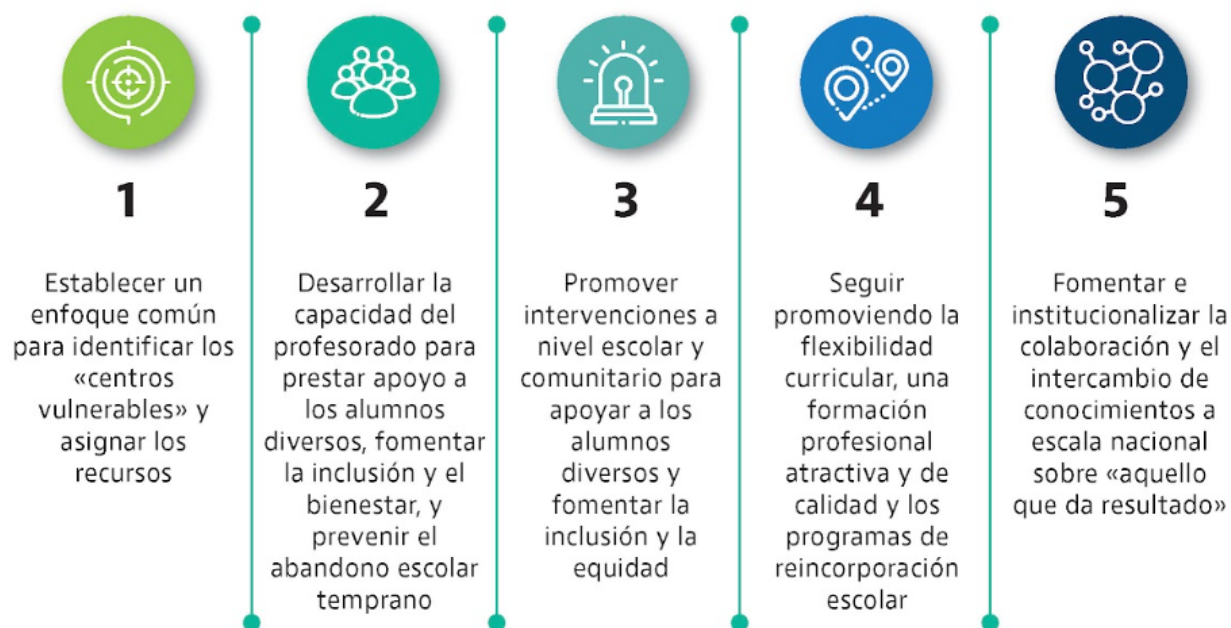 1
Establecer un
enfoque común
para identificar los
«centros
vulnerables» y
asignar los
recursos
2
Desarrollar la
capacidad del
profesorado para
prestar apoyo a
los alumnos
diversos, fomentar
la inclusión y el
bienestar, y
prevenir el
abandono escolar
temprano
3
Promover
intervenciones a
nivel escolar y
comunitario para
apoyar a los
alumnos
diversos y
fomentar la
inclusión y la
equidad
4
Seguir
promoviendo la
flexibilidad
curricular, una
formación
profesional
atractiva y de
calidad y los
programas de
reincorporación
escolar
5
Fomentar e
institucionalizar la
colaboración y el
intercambio de
conocimientos a
escala nacional
sobre «aquello
que da resultado»